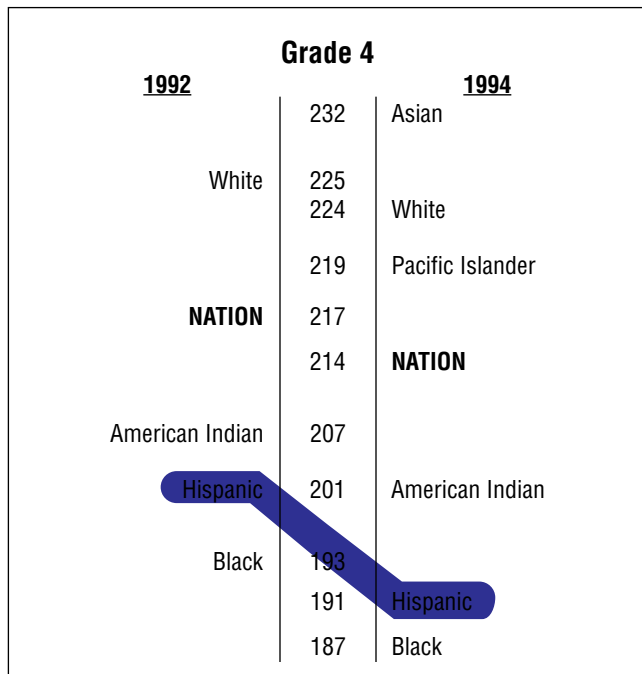 Grade 4
1992 1994
232 Asian
White 225
224 White
219 Pacific Islander
NATION 217
214 NATION
American Indian 207
Hispanic 201 American Indian
Black 193
191 Hispanic
187 Black